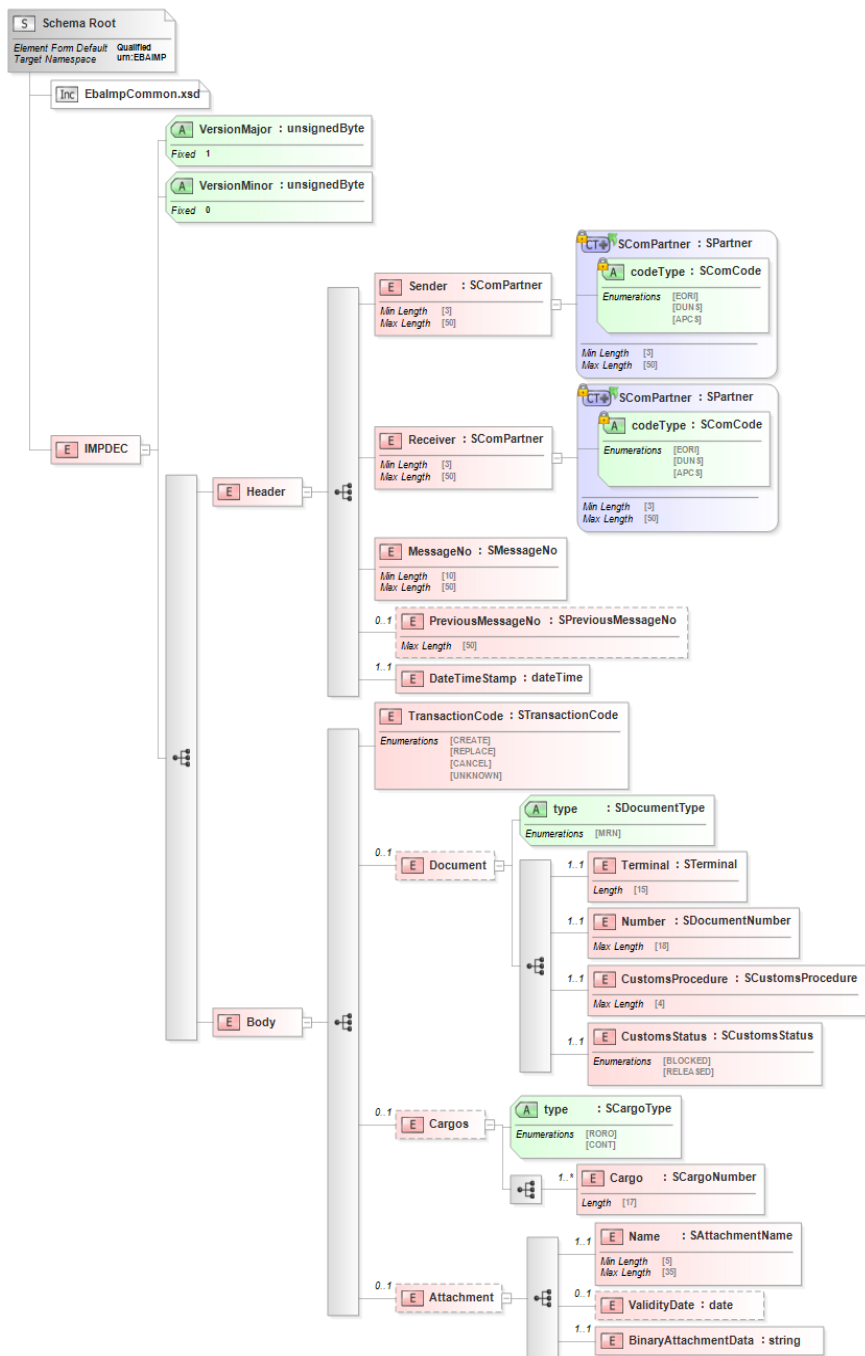 S Schema Root
Element Form Default Qualified
Target Namespace urn:EBAIMP
Inc EbaImpCommon.xsd
A VersionMajor : unsignedByte
Fixed 1
A VersionMinor : unsignedByte
Fixed 0
E IMPDEC
E Header
E Sender : SComPartner
Min Length [3]
Max Length [50]
CT SComPartner : SPartner
A codeType : SComCode
Enumerations [EORI]
[DUNS]
[APCS]
Min Length [3]
Max Length [50]
E Receiver : SComPartner
Min Length [3]
Max Length [50]
CT SComPartner : SPartner
A codeType : SComCode
Enumerations [EORI]
[DUNS]
[APCS]
Min Length [3]
Max Length [50]
E MessageNo : SMessageNo
Min Length [10]
Max Length [50]
0..1 E PreviousMessageNo : SPreviousMessageNo
Max Length [50]
1..1 E DateTimeStamp : dateTime
E Body
E TransactionCode : STransactionCode
Enumerations [CREATE]
[REPLACE]
[CANCEL]
[UNKNOWN]
0..1 E Document
A type : SDocumentType
Enumerations [MRN]
1..1 E Terminal : STerminal
Length [15]
1..1 E Number : SDocumentNumber
Max Length [18]
1..1 E CustomsProcedure : SCustomsProcedure
Max Length [4]
1..1 E CustomsStatus : SCustomsStatus
Enumerations [BLOCKED]
[RELEASED]
0..1 E Cargos
A type : SCargoType
Enumerations [RORO]
[CONT]
1..* E Cargo : SCargoNumber
Length [17]
0..1 E Attachment
1..1 E Name : SAttachmentName
Min Length [5]
Max Length [35]
0..1 E ValidityDate : date
1..1 E BinaryAttachmentData : string